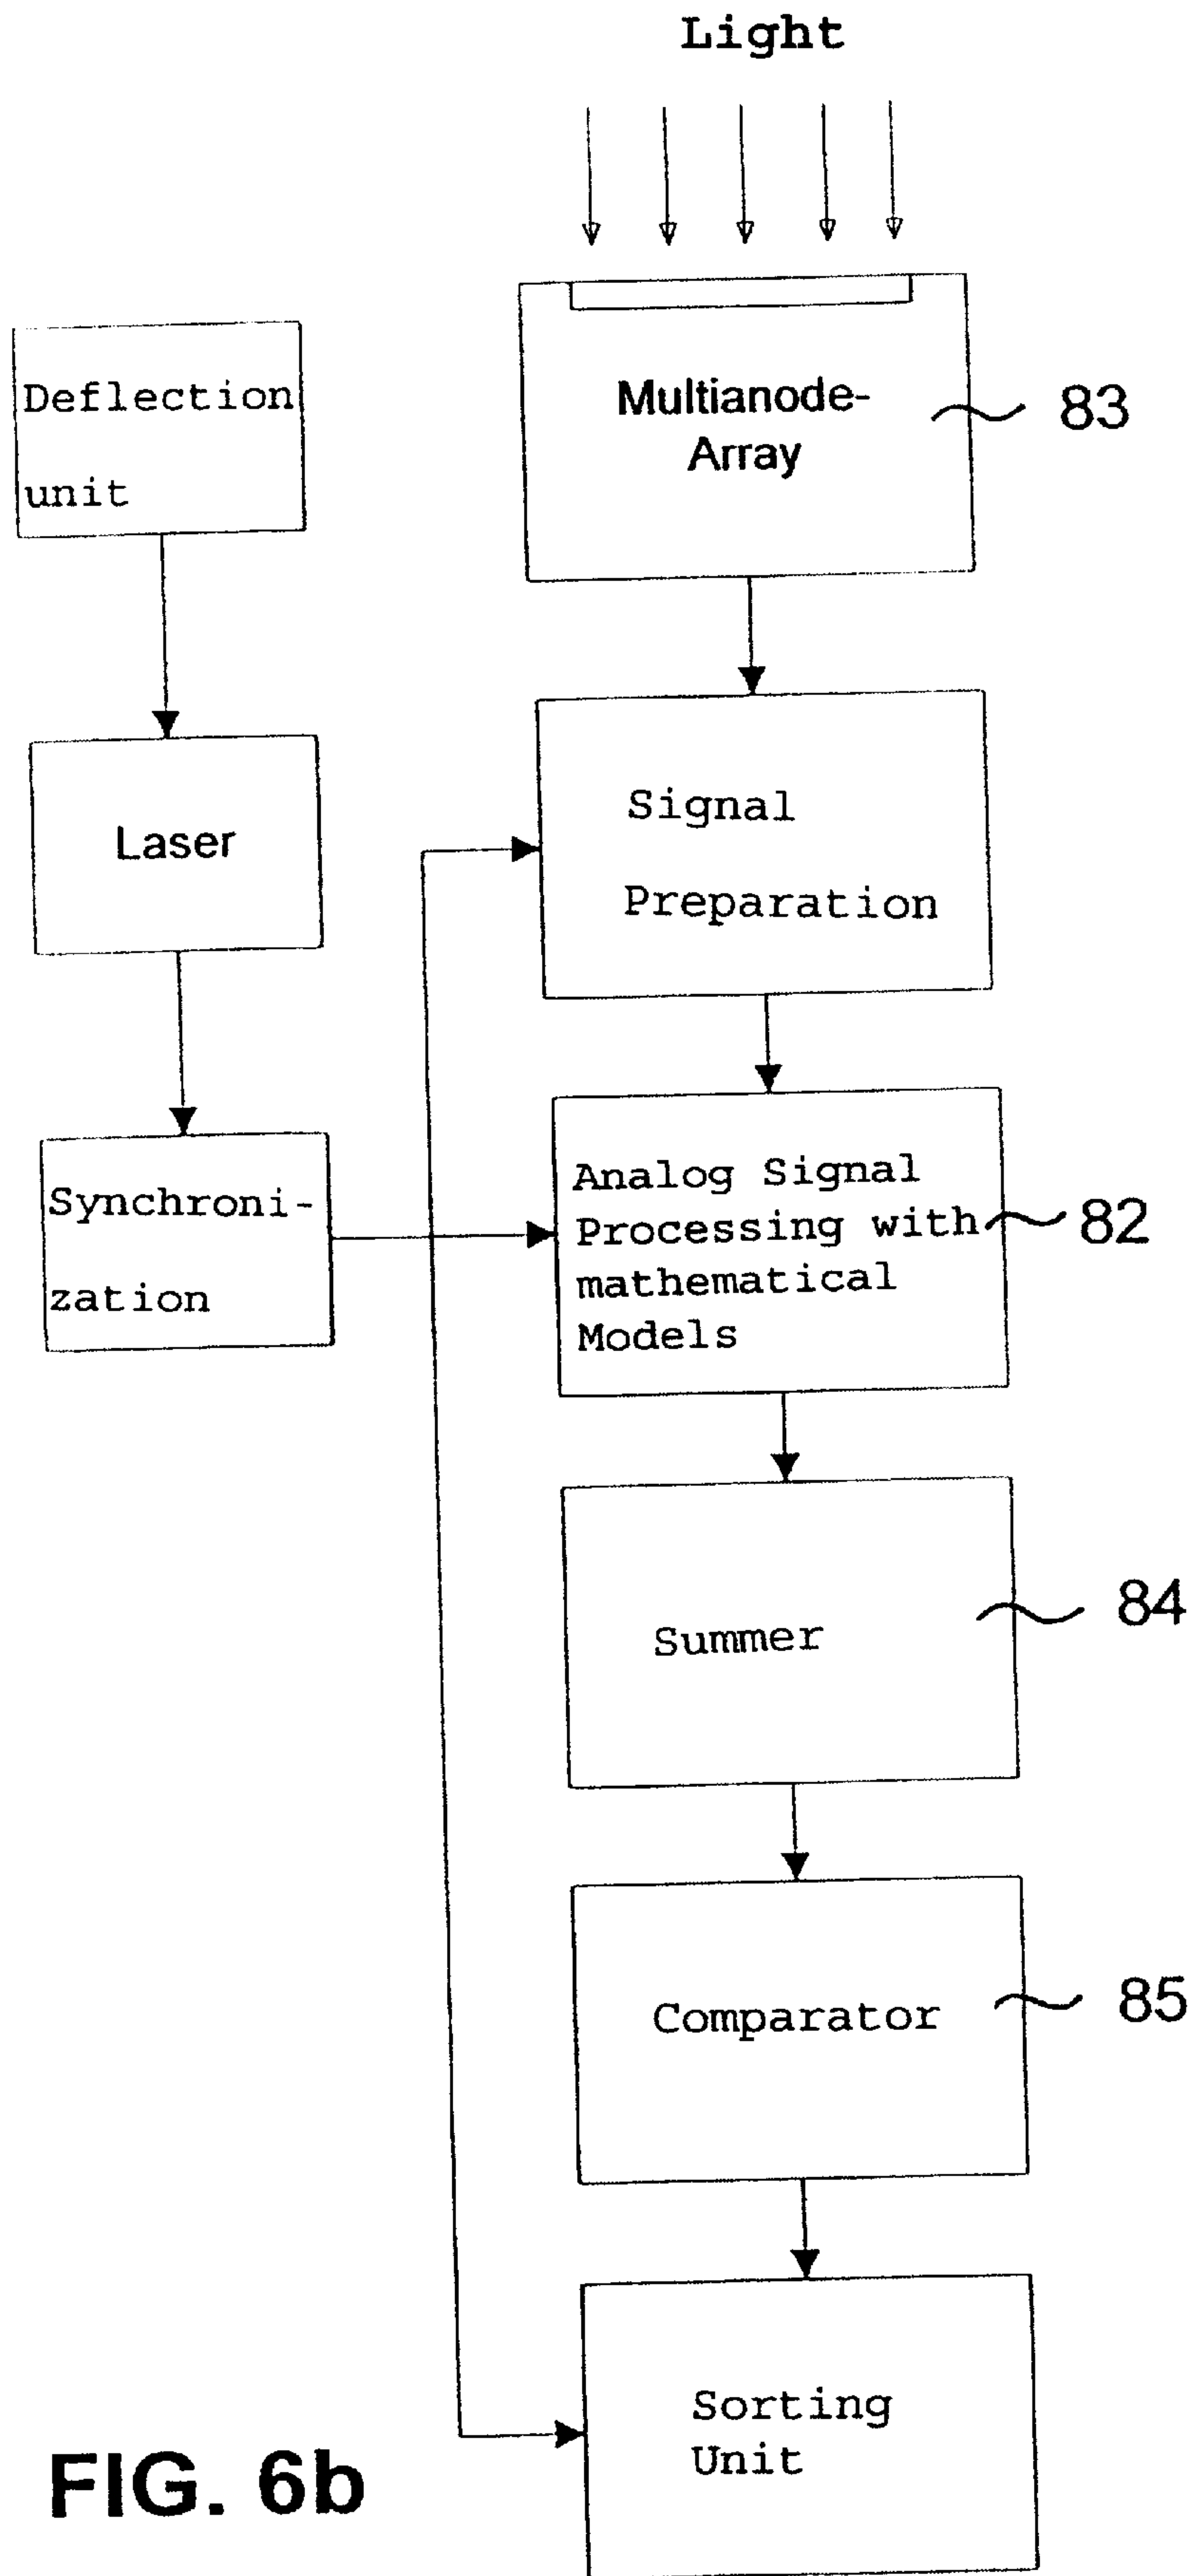 Light
Deflection
unit
Multianode-
Array
83
Laser
Signal
Preparation
Synchroni-
zation
Analog Signal
Processing with
mathematical
Models
82
Summer
84
Comparator
85
Sorting
Unit
FIG. 6b